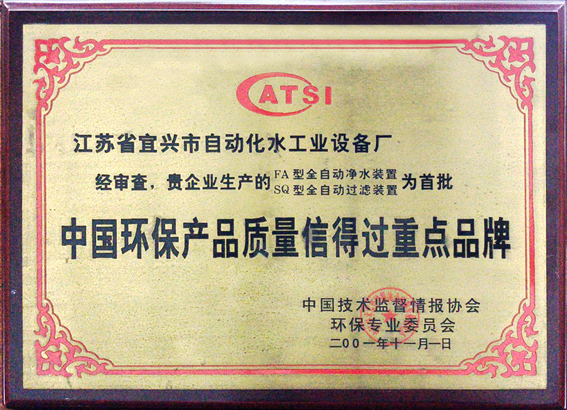 CATSI
江苏省宜兴市自动化水工业设备厂
经审查，贵企业生产的 FA型全自动净水装置 为首批
SQ型全自动过滤装置
中国环保产品质量信得过重点品牌
中国技术监督情报协会
环保专业委员会
二00一年十一月一日